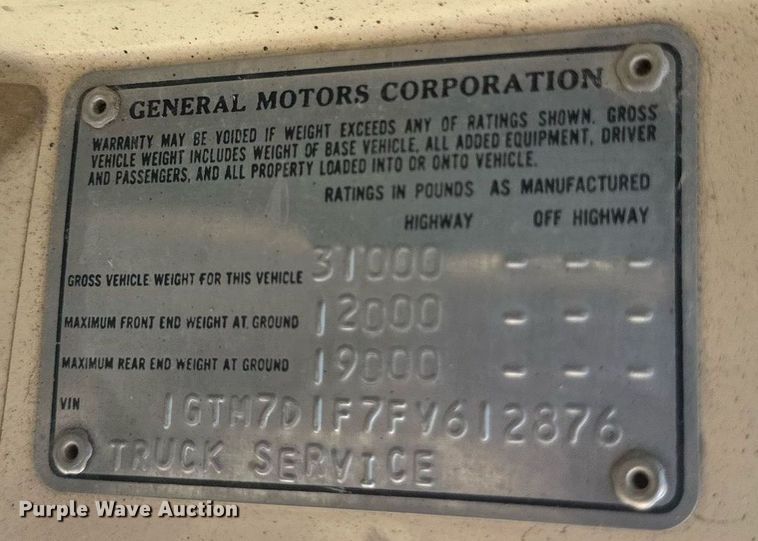 GENERAL MOTORS CORPORATION
WARRANTY MAY BE VOIDED IF WEIGHT EXCEEDS ANY OF RATINGS SHOWN. GROSS
VEHICLE WEIGHT INCLUDES WEIGHT OF BASE VEHICLE, ALL ADDED EQUIPMENT, DRIVER
AND PASSENGERS, AND ALL PROPERTY LOADED INTO OR ONTO VEHICLE.
RATINGS IN POUNDS AS MANUFACTURED
HIGHWAY OFF HIGHWAY
GROSS VEHICLE WEIGHT FOR THIS VEHICLE 31000 - - -
MAXIMUM FRONT END WEIGHT AT GROUND 12000 - - -
MAXIMUM REAR END WEIGHT AT GROUND 19000 - - -
VIN 1GTM7D1F7FV612876
TRUCK SERVICE
Purple Wave Auction